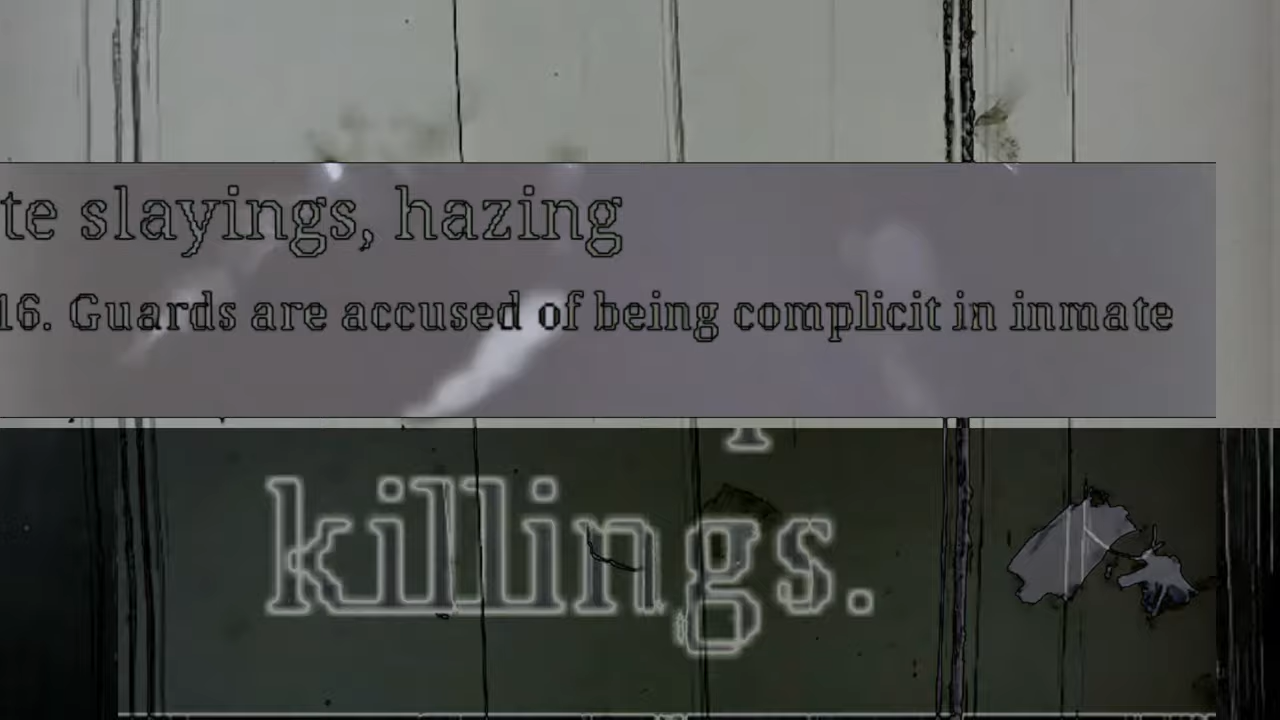 te slayings, hazing
16. Guards are accused of being complicit in inmate
killings.